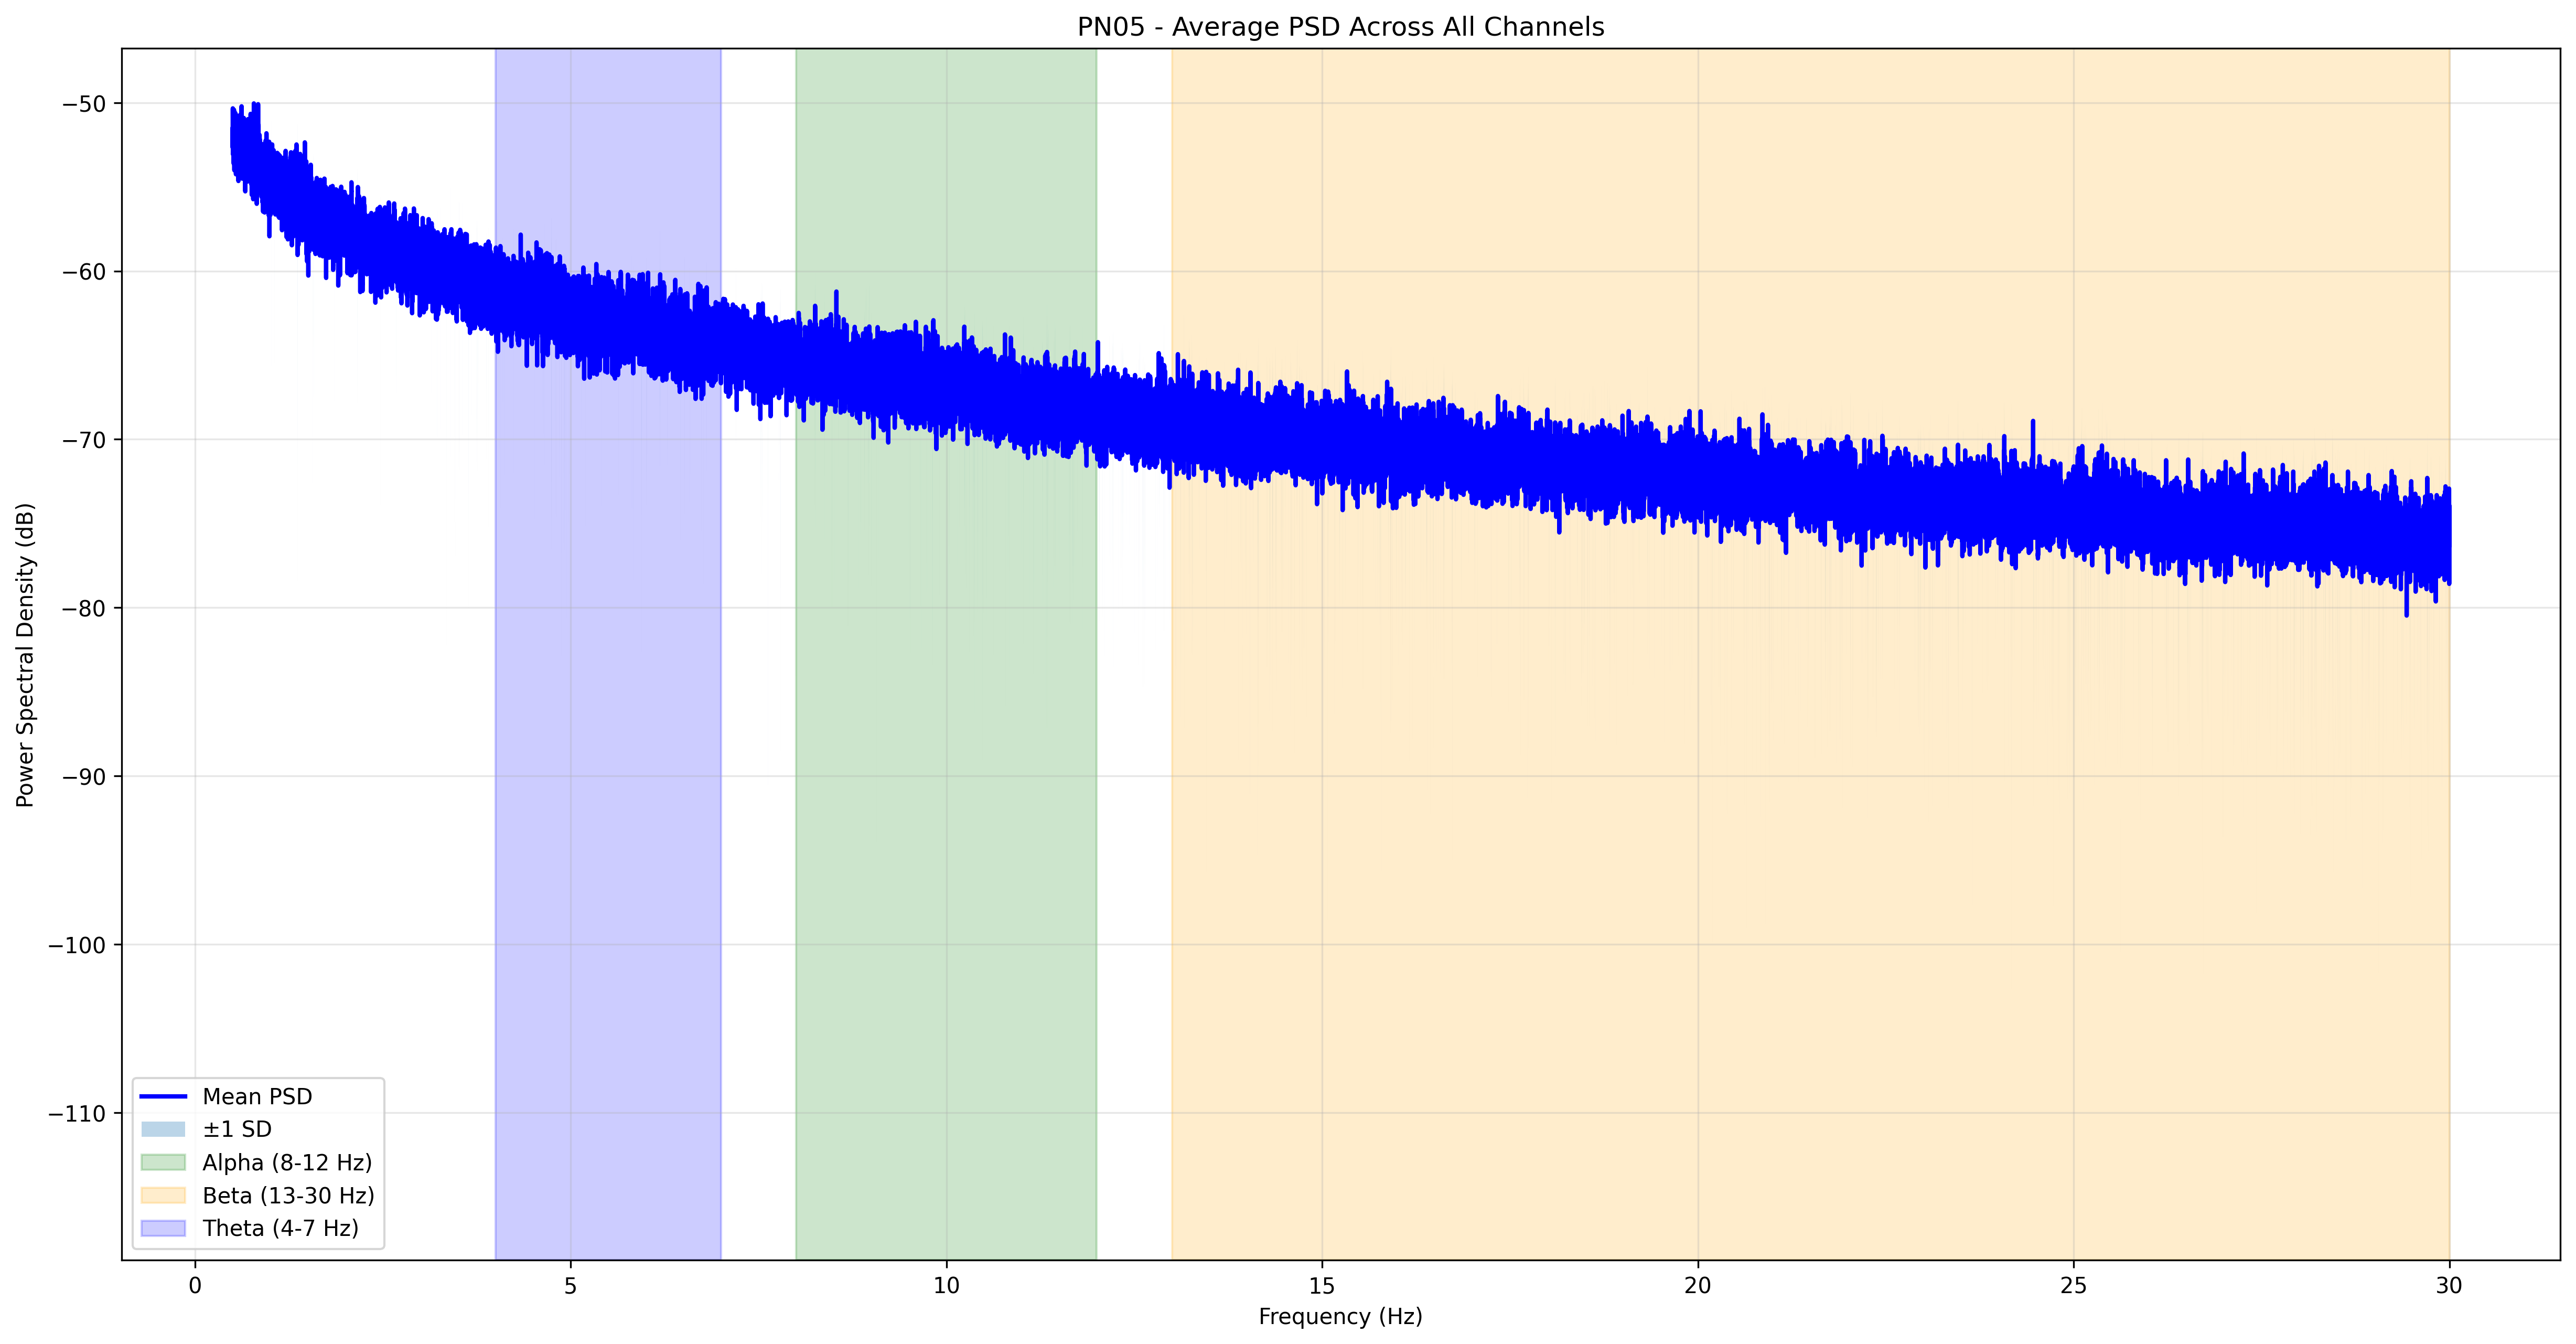 PN05 - Average PSD Across All Channels
Power Spectral Density (dB)
−50
−60
−70
−80
−90
−100
−110
Mean PSD
±1 SD
Alpha (8-12 Hz)
Beta (13-30 Hz)
Theta (4-7 Hz)
0 5 10 15 20 25 30
Frequency (Hz)